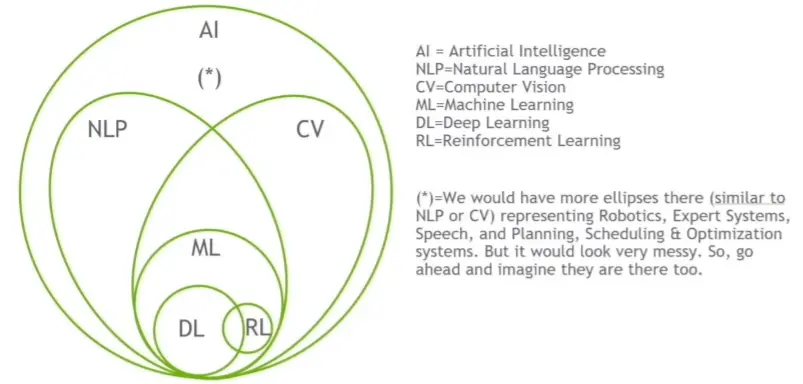 AI
(*)
NLP
CV
ML
DL
RL
AI = Artificial Intelligence
NLP=Natural Language Processing
CV=Computer Vision
ML=Machine Learning
DL=Deep Learning
RL=Reinforcement Learning
(*)=We would have more ellipses there (similar to
NLP or CV) representing Robotics, Expert Systems,
Speech, and Planning, Scheduling & Optimization
systems. But it would look very messy. So, go
ahead and imagine they are there too.